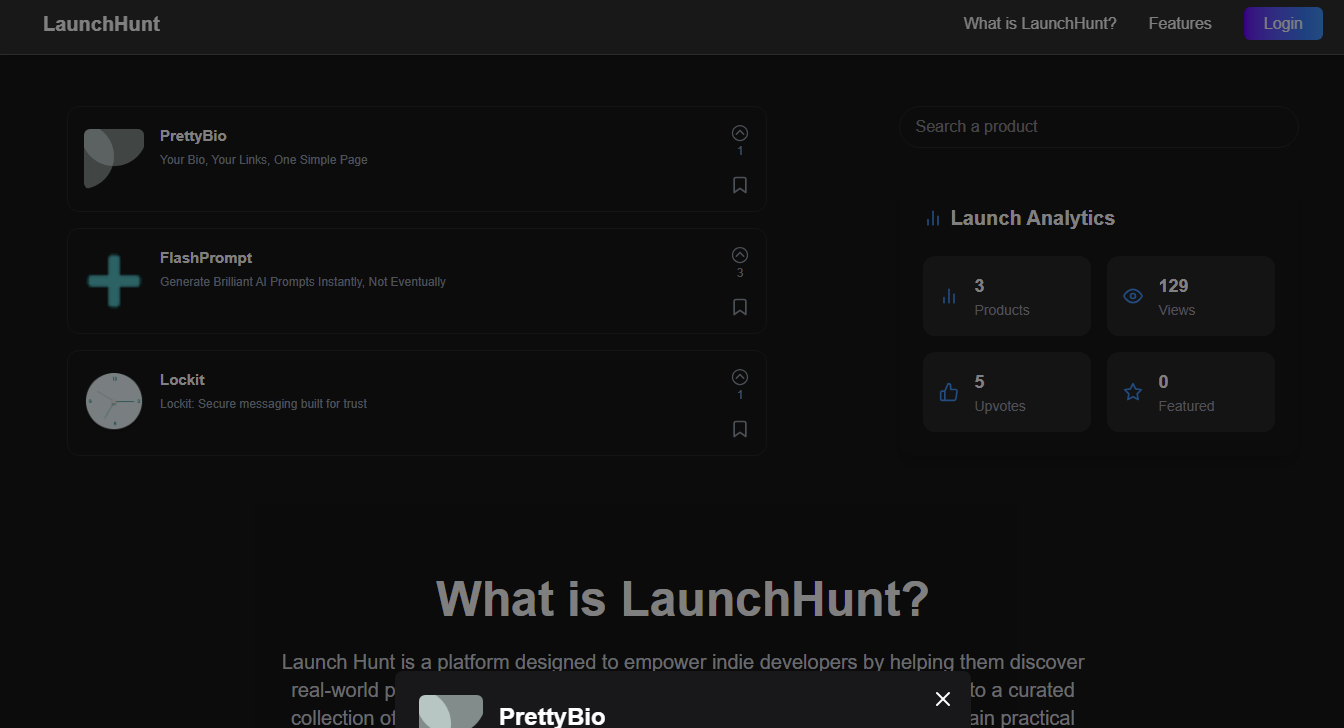 LaunchHunt
What is LaunchHunt?
Features
Login
PrettyBio
Your Bio, Your Links, One Simple Page
1
FlashPrompt
Generate Brilliant AI Prompts Instantly, Not Eventually
3
Lockit
Lockit: Secure messaging built for trust
1
Search a product
Launch Analytics
3
Products
129
Views
5
Upvotes
0
Featured
What is LaunchHunt?
Launch Hunt is a platform designed to empower indie developers by helping them discover
real-world p to a curated
collection of ain practical
PrettyBio